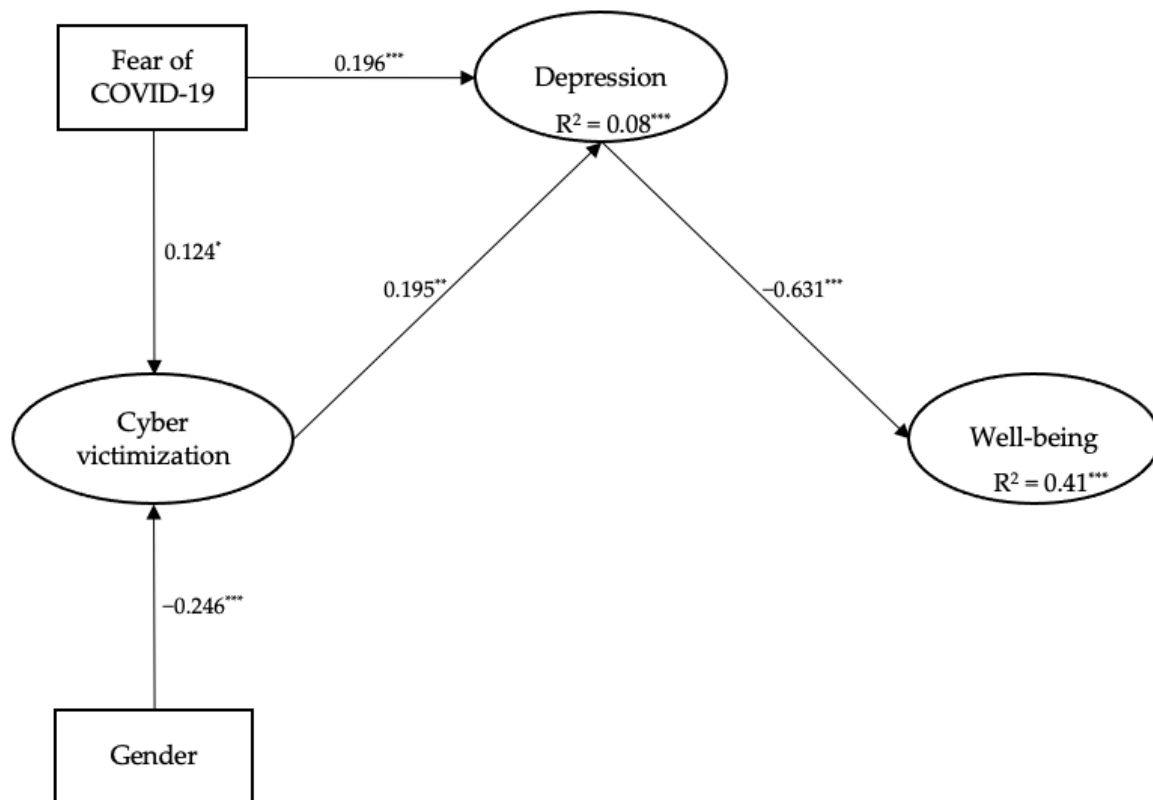 Fear of
COVID-19
0.196***
Depression
R² = 0.08***
0.124*
0.195**
−0.631***
Cyber
victimization
Well-being
R² = 0.41***
−0.246***
Gender